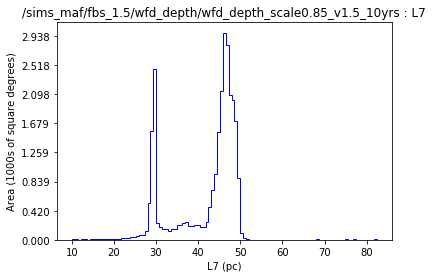 /sims_maf/fbs_1.5/wfd_depth/wfd_depth_scale0.85_v1.5_10yrs : L7
2.938
2.518
2.098
1.679
1.259
0.839
0.420
0.000
Area (1000s of square degrees)
10 20 30 40 50 60 70 80
L7 (pc)